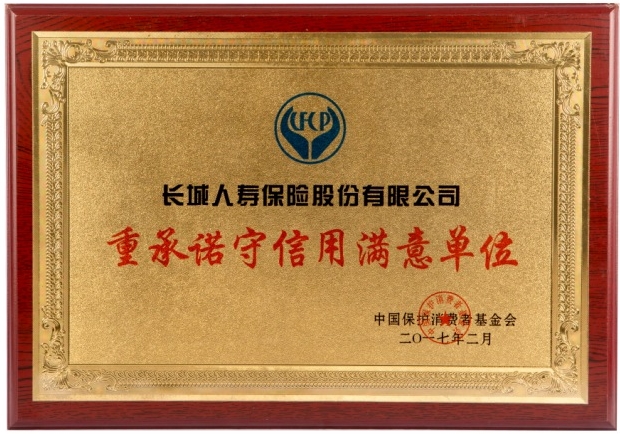 CFCP
长城人寿保险股份有限公司
重承诺守信用满意单位
中国保护消费者基金会
二〇一七年二月